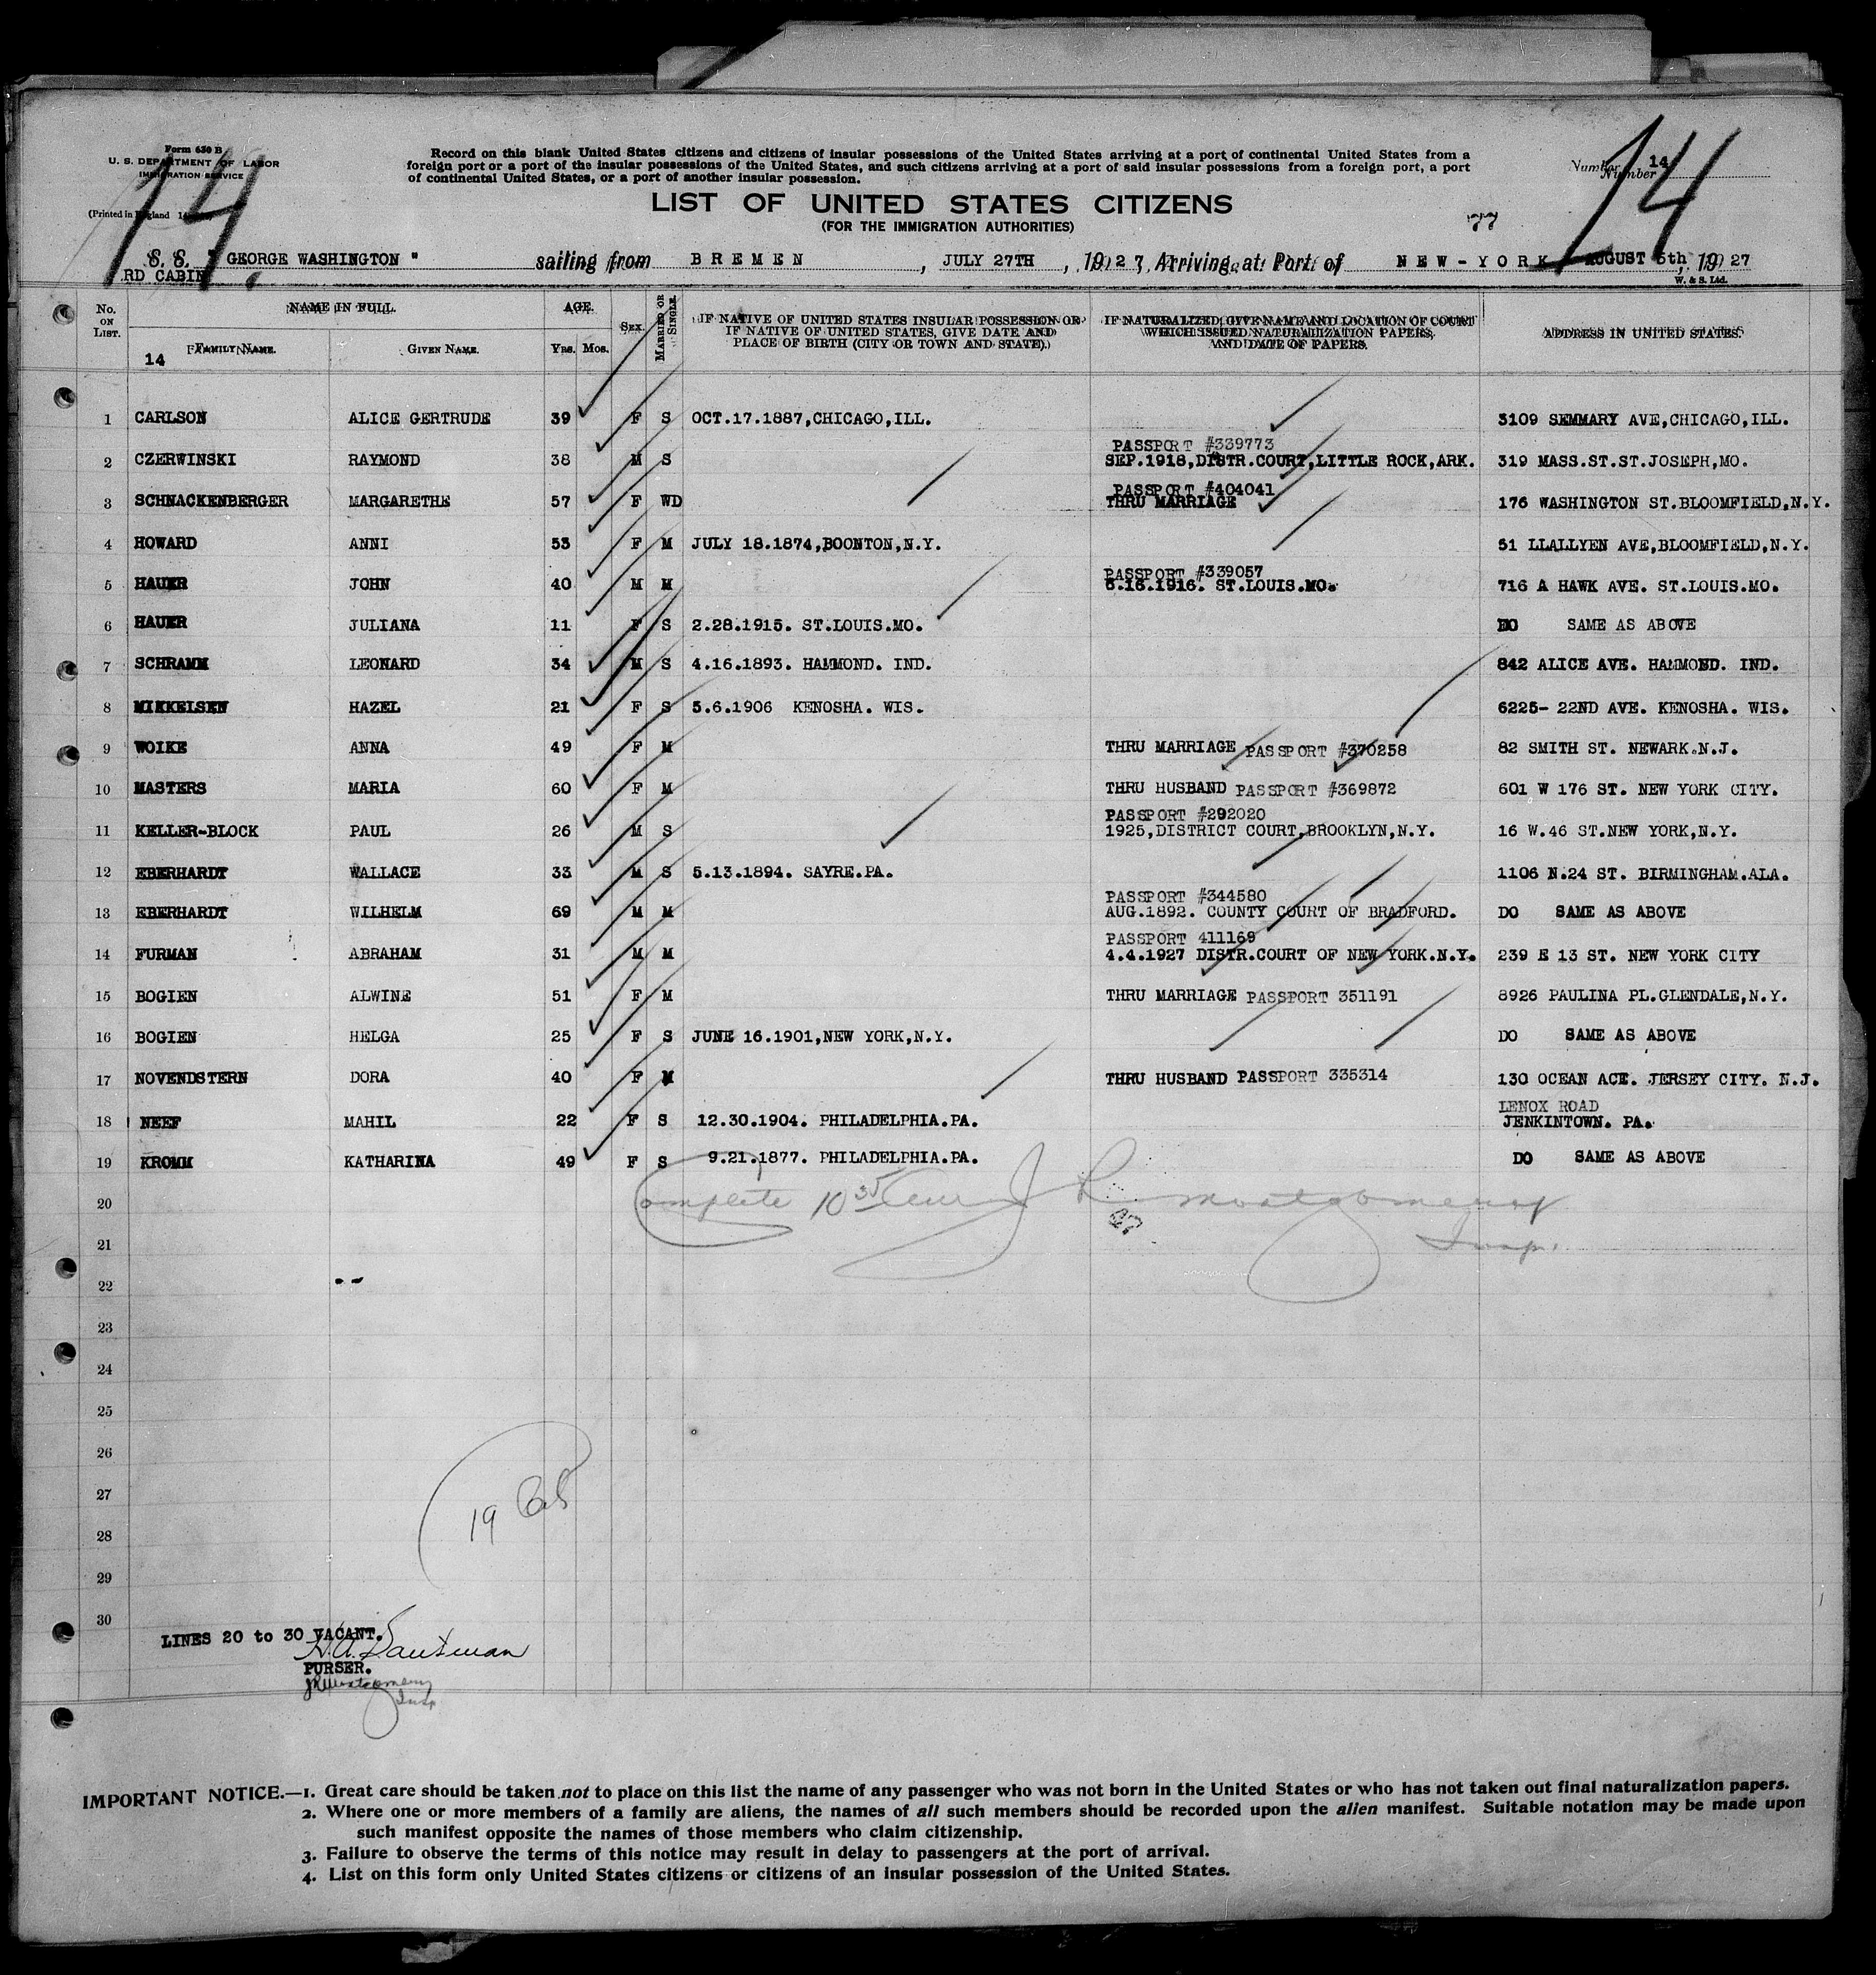 Form 630 B
U. S. DEPARTMENT OF LABOR
IMMIGRATION SERVICE
(Printed in England
14
Record on this blank United States citizens and citizens of insular possessions of the United States arriving at a port of continental United States from a
foreign port or a port of the insular possessions of the United States, and such citizens arriving at a port of said insular possessions from a foreign port, a port
of continental United States, or a port of another insular possession.
Number 14
14
LIST OF UNITED STATES CITIZENS
(FOR THE IMMIGRATION AUTHORITIES)
77
S. S. " GEORGE WASHINGTON " sailing from BREMEN, JULY 27TH, 1927, Arriving at Port of NEW-YORK AUGUST 5th, 1927
RD CABIN
W. & S. Ltd.
No. ON LIST. NAME IN FULL AGE. SEX. MARRIED OR SINGLE IF NATIVE OF UNITED STATES INSULAR POSSESSION OR IF NATIVE OF UNITED STATES, GIVE DATE AND PLACE OF BIRTH (CITY OR TOWN AND STATE). IF NATURALIZED, GIVE NAME AND LOCATION OF COURT WHICH ISSUED NATURALIZATION PAPERS, AND DATE OF PAPERS. ADDRESS IN UNITED STATES.
14 FAMILY NAME. GIVEN NAME. Yrs. Mos.
1 CARLSON ALICE GERTRUDE 39 F S OCT.17.1887,CHICAGO,ILL. 3109 SEMMARY AVE,CHICAGO,ILL.
PASSPORT #339773
2 CZERWINSKI RAYMOND 38 M S SEP.1918,DISTR.COURT,LITTLE ROCK,ARK. 319 MASS.ST.ST.JOSEPH,MO.
PASSPORT #404041
3 SCHNACKENBERGER MARGARETHE 57 F WD THRU MARRIAGE 176 WASHINGTON ST.BLOOMFIELD,N.Y.
4 HOWARD ANNI 53 F M JULY 18.1874,BOONTON,N.Y. 51 LLALLYEN AVE,BLOOMFIELD,N.Y.
PASSPORT #339057
5 HAUER JOHN 40 M M 6.16.1916. ST.LOUIS.MO. 716 A HAWK AVE. ST.LOUIS.MO.
6 HAUER JULIANA 11 F S 2.28.1915. ST.LOUIS.MO. DO SAME AS ABOVE
7 SCHRAMM LEONARD 34 M S 4.16.1893. HAMMOND. IND. 842 ALICE AVE. HAMMOND. IND.
8 MIKKELSEN HAZEL 21 F S 5.6.1906 KENOSHA. WIS. 6225- 22ND AVE. KENOSHA. WIS.
9 WOIKE ANNA 49 F M THRU MARRIAGE PASSPORT #370258 82 SMITH ST. NEWARK.N.J.
10 MASTERS MARIA 60 F M THRU HUSBAND PASSPORT #369872 601 W 176 ST. NEW YORK CITY.
PASSPORT #292020
11 KELLER-BLOCK PAUL 26 M S 1925,DISTRICT COURT,BROOKLYN,N.Y. 16 W.46 ST.NEW YORK,N.Y.
12 EBERHARDT WALLACE 33 M S 5.13.1894. SAYRE.PA. 1106 N.24 ST. BIRMINGHAM.ALA.
PASSPORT #344580
13 EBERHARDT WILHELM 69 M M AUG.1892. COUNTY COURT OF BRADFORD. DO SAME AS ABOVE
PASSPORT 411169
14 FURMAN ABRAHAM 31 M M 4.4.1927 DISTR.COURT OF NEW YORK.N.Y. 239 E 13 ST. NEW YORK CITY
15 BOGIEN ALWINE 51 F M THRU MARRIAGE PASSPORT 351191 8926 PAULINA PL.GLENDALE,N.Y.
16 BOGIEN HELGA 25 F S JUNE 16.1901,NEW YORK,N.Y. DO SAME AS ABOVE
17 NOVENDSTERN DORA 40 F M THRU HUSBAND PASSPORT 335314 130 OCEAN ACE. JERSEY CITY. N.J.
LENOX ROAD
18 NEEF MAHIL 22 F S 12.30.1904. PHILADELPHIA.PA. JENKINTOWN. PA.
19 KROMM KATHARINA 49 F S 9.21.1877. PHILADELPHIA.PA. DO SAME AS ABOVE
20 Complete 10 35 J R Montgomery
21 Insp.
22
23
24
25
26
27
19
28
29
30
LINES 20 to 30 VACANT.
PURSER.
JR Montgomery
Insp
IMPORTANT NOTICE.—1. Great care should be taken not to place on this list the name of any passenger who was not born in the United States or who has not taken out final naturalization papers.
2. Where one or more members of a family are aliens, the names of all such members should be recorded upon the alien manifest. Suitable notation may be made upon
such manifest opposite the names of those members who claim citizenship.
3. Failure to observe the terms of this notice may result in delay to passengers at the port of arrival.
4. List on this form only United States citizens or citizens of an insular possession of the United States.